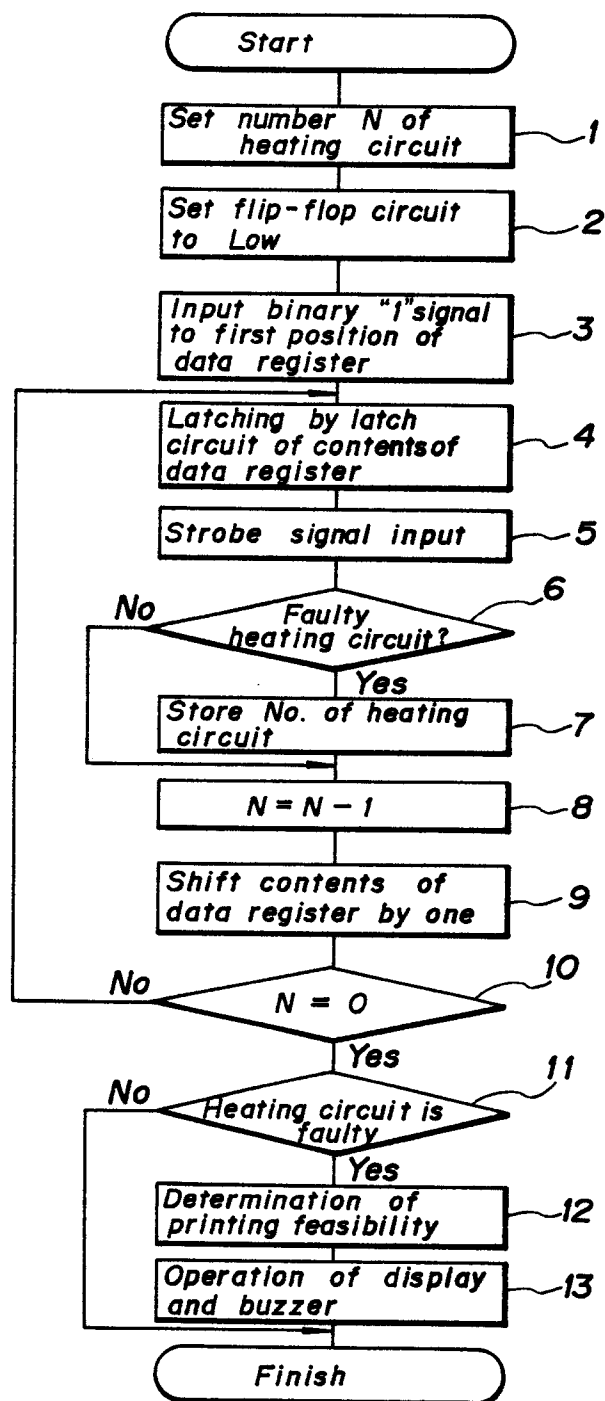 Start
Set number N of
heating circuit
1
Set flip-flop circuit
to Low
2
Input binary "1" signal
to first position of
data register
3
Latching by latch
circuit of contents of
data register
4
Strobe signal input
5
No
Faulty
heating circuit?
6
Yes
Store No. of heating
circuit
7
N = N - 1
8
Shift contents of
data register by one
9
No
N = 0
10
Yes
No
Heating circuit is
faulty
11
Yes
Determination of
printing feasibility
12
Operation of display
and buzzer
13
Finish